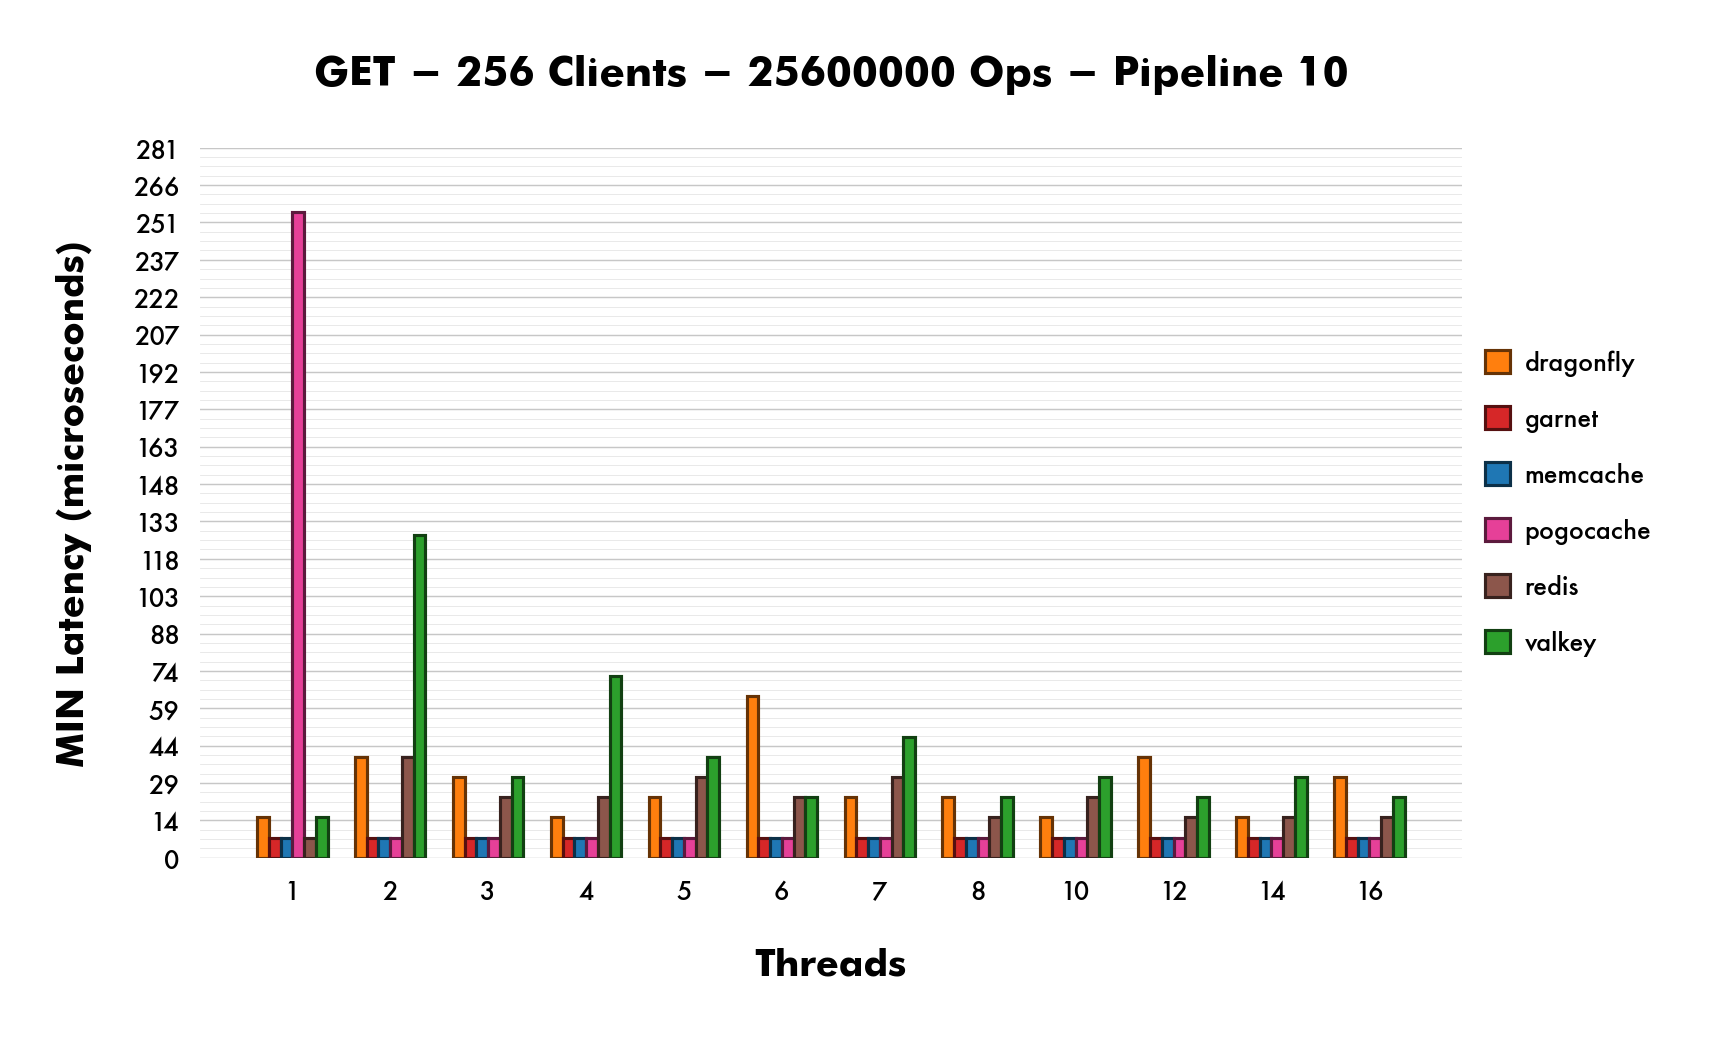 GET – 256 Clients – 25600000 Ops – Pipeline 10
MIN Latency (microseconds)
281
266
251
237
222
207
192
177
163
148
133
118
103
88
74
59
44
29
14
0
1 2 3 4 5 6 7 8 10 12 14 16
Threads
dragonfly
garnet
memcache
pogocache
redis
valkey